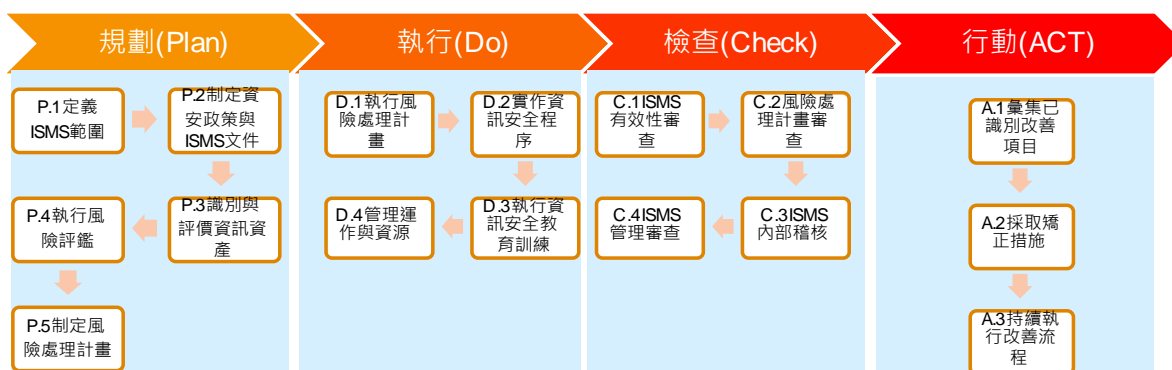 規劃(Plan)
執行(Do)
檢查(Check)
行動(ACT)
P.1定義
ISMS範圍
P.2制定資
安政策與
ISMS文件
P.3識別與
評價資訊資
產
P.4執行風
險評鑑
P.5制定風
險處理計畫
D.1執行風
險處理計
畫
D.2實作資
訊安全程
序
D.3執行資
訊安全教
育訓練
D.4管理運
作與資源
C.1ISMS
有效性審
查
C.2風險處
理計畫審
查
C.3ISMS
內部稽核
C.4ISMS
管理審查
A.1彙集已
識別改善
項目
A.2採取矯
正措施
A.3持續執
行改善流
程